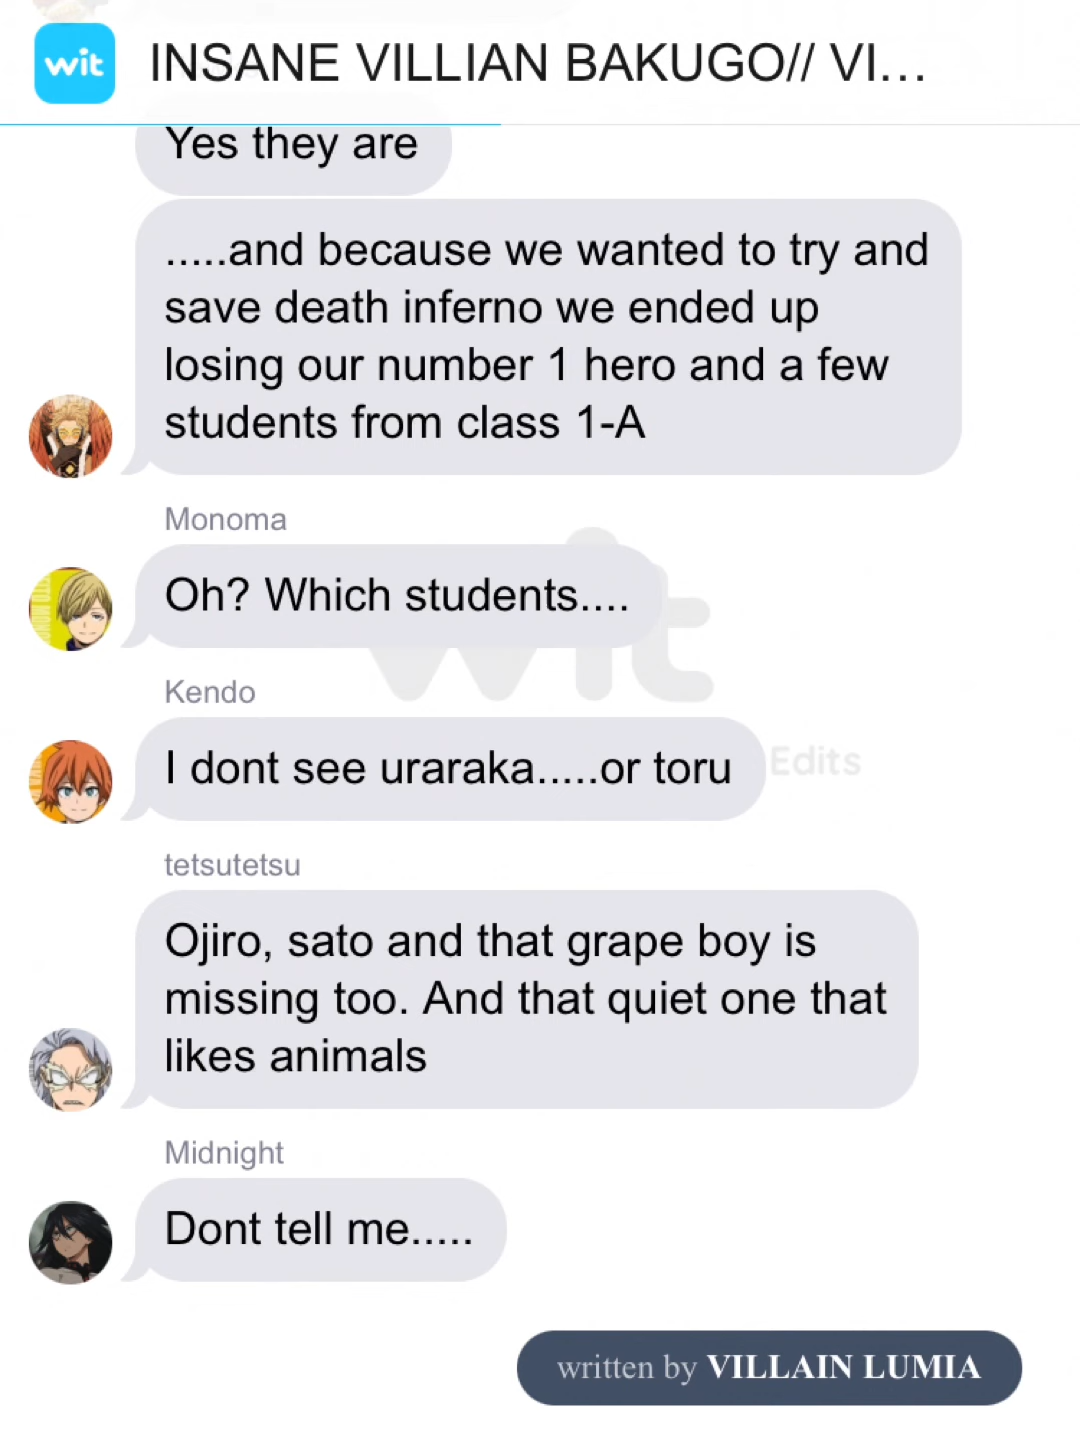 wit INSANE VILLIAN BAKUGO// VI...
Yes they are
.....and because we wanted to try and
save death inferno we ended up
losing our number 1 hero and a few
students from class 1-A
Monoma
Oh? Which students....
wit
Kendo
I dont see uraraka.....or toru
Edits
tetsutetsu
Ojiro, sato and that grape boy is
missing too. And that quiet one that
likes animals
Midnight
Dont tell me.....
written by VILLAIN LUMIA